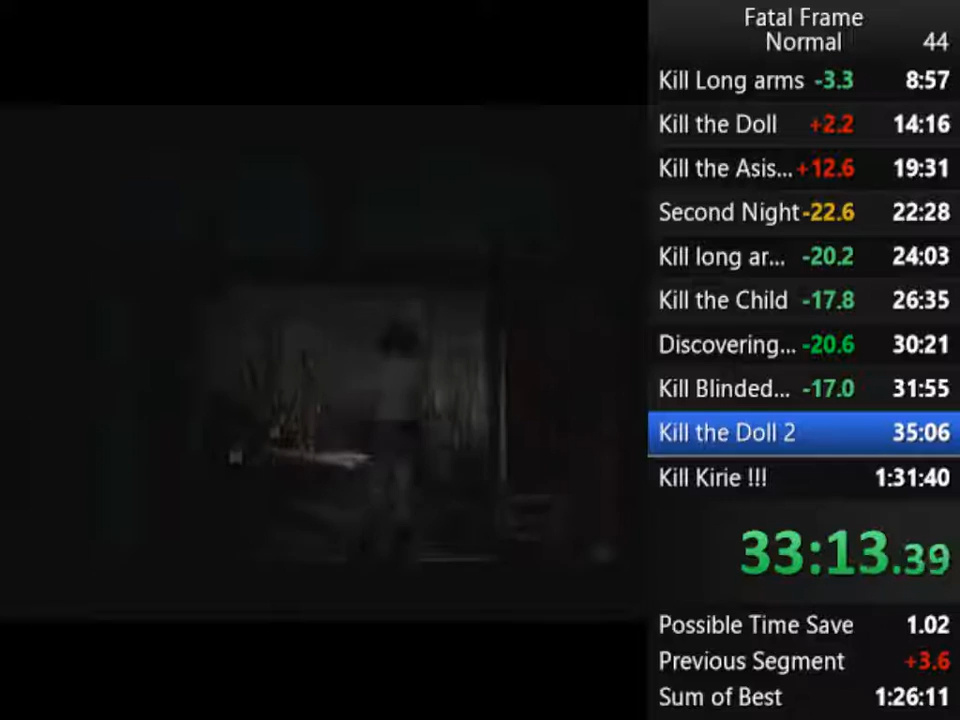 Fatal Frame
Normal 44
Kill Long arms -3.3 8:57
Kill the Doll +2.2 14:16
Kill the Asis... +12.6 19:31
Second Night -22.6 22:28
Kill long ar... -20.2 24:03
Kill the Child -17.8 26:35
Discovering... -20.6 30:21
Kill Blinded... -17.0 31:55
Kill the Doll 2 35:06
Kill Kirie !!! 1:31:40
33:13.39
Possible Time Save 1.02
Previous Segment +3.6
Sum of Best 1:26:11